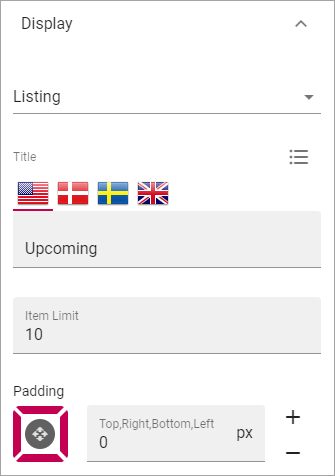 Display
Listing
Title
Upcoming
Item Limit
10
Padding
Top,Right,Bottom,Left
0
px